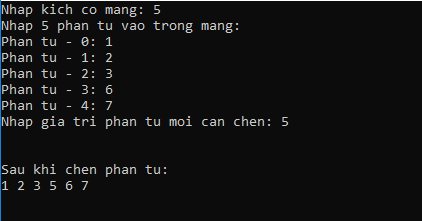 Nhap kich co mang: 5
Nhap 5 phan tu vao trong mang:
Phan tu - 0: 1
Phan tu - 1: 2
Phan tu - 2: 3
Phan tu - 3: 6
Phan tu - 4: 7
Nhap gia tri phan tu moi can chen: 5
Sau khi chen phan tu:
1 2 3 5 6 7